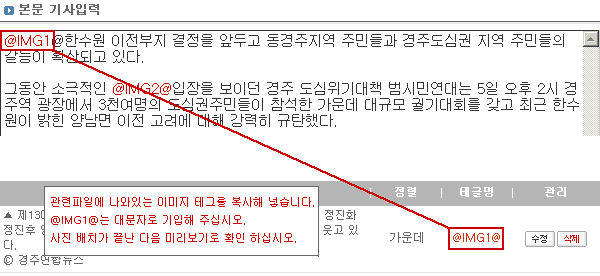 본문 기사입력
@IMG1@한수원 이전부지 결정을 앞두고 동경주지역 주민들과 경주도심권 지역 주민들의
갈등이 확산되고 있다.
그동안 소극적인 @IMG2@입장을 보이던 경주 도심위기대책 범시민연대는 5일 오후 2시 경
주역 광장에서 3천여명의 도심권주민들이 참석한 가운데 대규모 궐기대회를 갖고 최근 한수
원이 밝힌 양남면 이전 고려에 대해 강력히 규탄했다.
정렬 | 테글명 | 관리
관련파일에 나와있는 이미지 테그를 복사해 넣습니다.
@IMG1@는 대문자로 기입해 주십시오.
사진 배치가 끝난 다음 미리보기로 확인 하십시오.
▲ 제130 정진화
정진후 웃고 있
다.
© 경주연합뉴스
가운데 @IMG1@ 수정 삭제